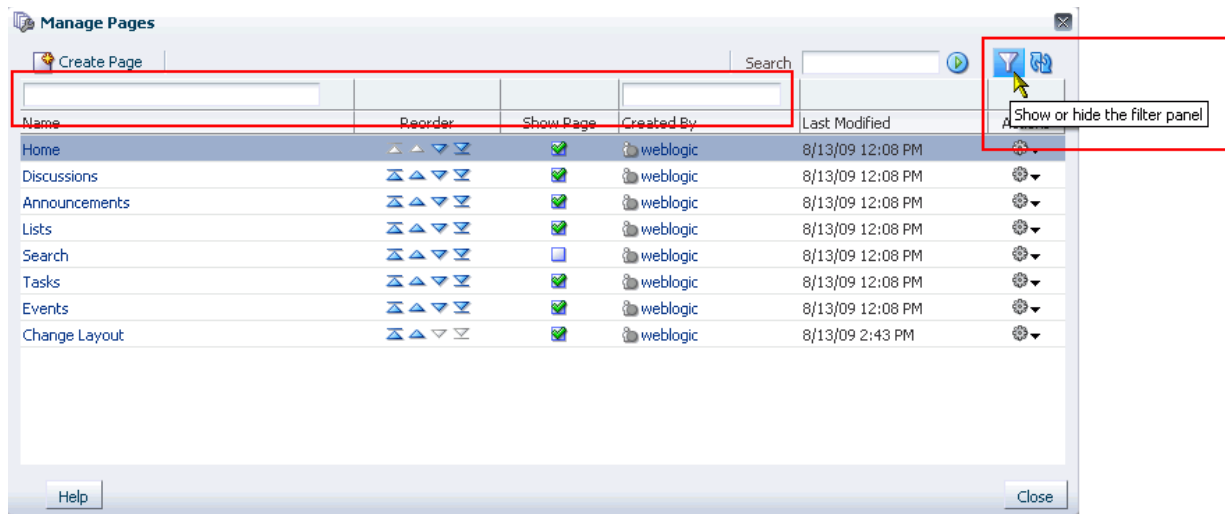 Manage Pages
Create Page Search
Name Reorder Show Page Created By Last Modified
Show or hide the filter panel
Home weblogic 8/13/09 12:08 PM
Discussions weblogic 8/13/09 12:08 PM
Announcements weblogic 8/13/09 12:08 PM
Lists weblogic 8/13/09 12:08 PM
Search weblogic 8/13/09 12:08 PM
Tasks weblogic 8/13/09 12:08 PM
Events weblogic 8/13/09 12:08 PM
Change Layout weblogic 8/13/09 2:43 PM
Help Close